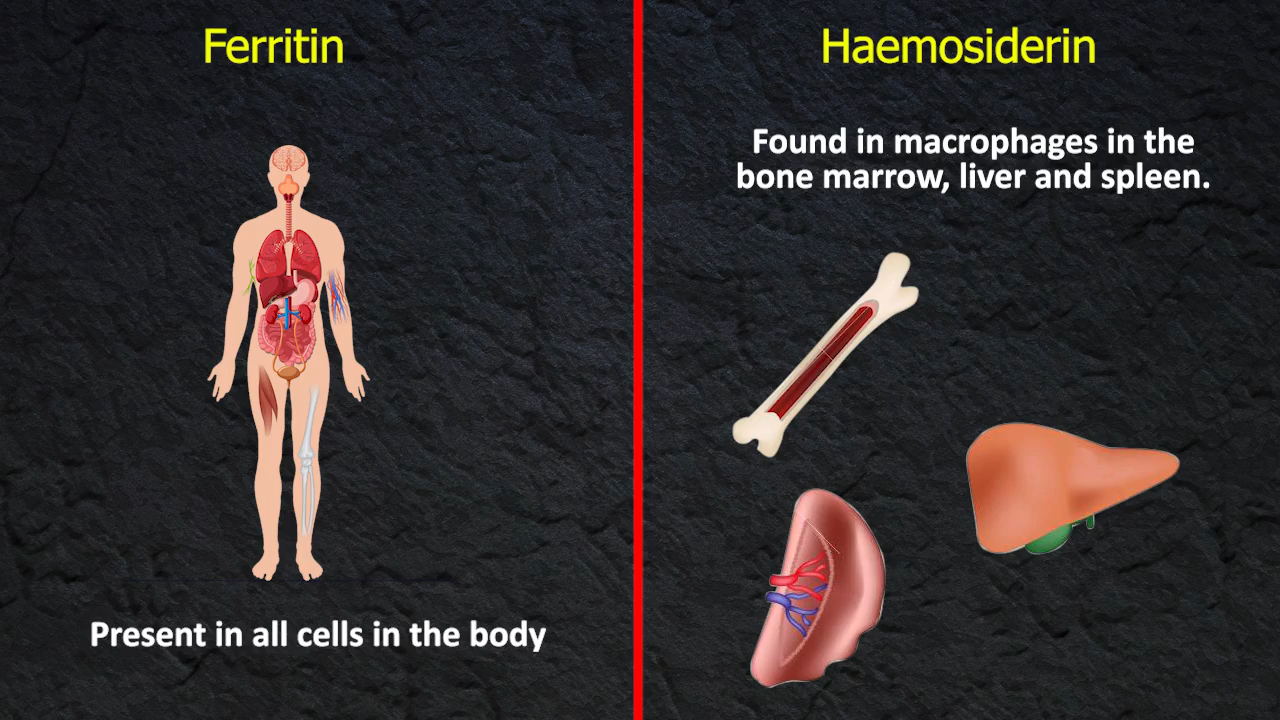 Ferritin
Present in all cells in the body
Haemosiderin
Found in macrophages in the
bone marrow, liver and spleen.